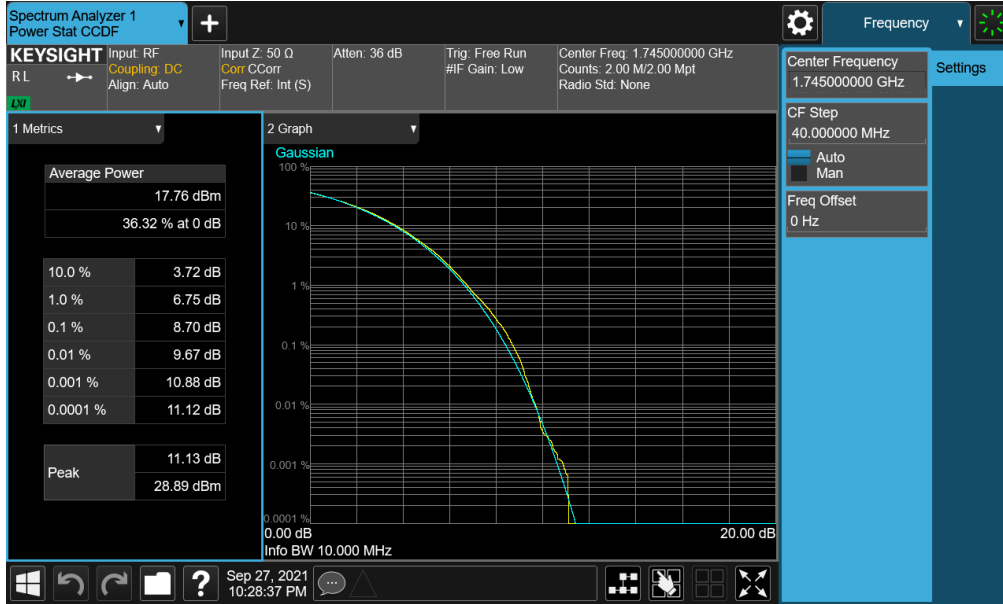 Spectrum Analyzer 1
Power Stat CCDF
Frequency
KEYSIGHT
RL
LXI
Input: RF
Coupling: DC
Align: Auto
Input Z: 50 Ω
Corr CCorr
Freq Ref: Int (S)
Atten: 36 dB
Trig: Free Run
#IF Gain: Low
Center Freq: 1.745000000 GHz
Counts: 2.00 M/2.00 Mpt
Radio Std: None
Center Frequency
1.745000000 GHz
Settings
CF Step
40.000000 MHz
Auto
Man
Freq Offset
0 Hz
1 Metrics
Average Power
17.76 dBm
36.32 % at 0 dB
10.0 % 3.72 dB
1.0 % 6.75 dB
0.1 % 8.70 dB
0.01 % 9.67 dB
0.001 % 10.88 dB
0.0001 % 11.12 dB
Peak
11.13 dB
28.89 dBm
2 Graph
Gaussian
100 %
10 %
1 %
0.1 %
0.01 %
0.001 %
0.0001 %
0.00 dB
20.00 dB
Info BW 10.000 MHz
?
Sep 27, 2021
10:28:37 PM